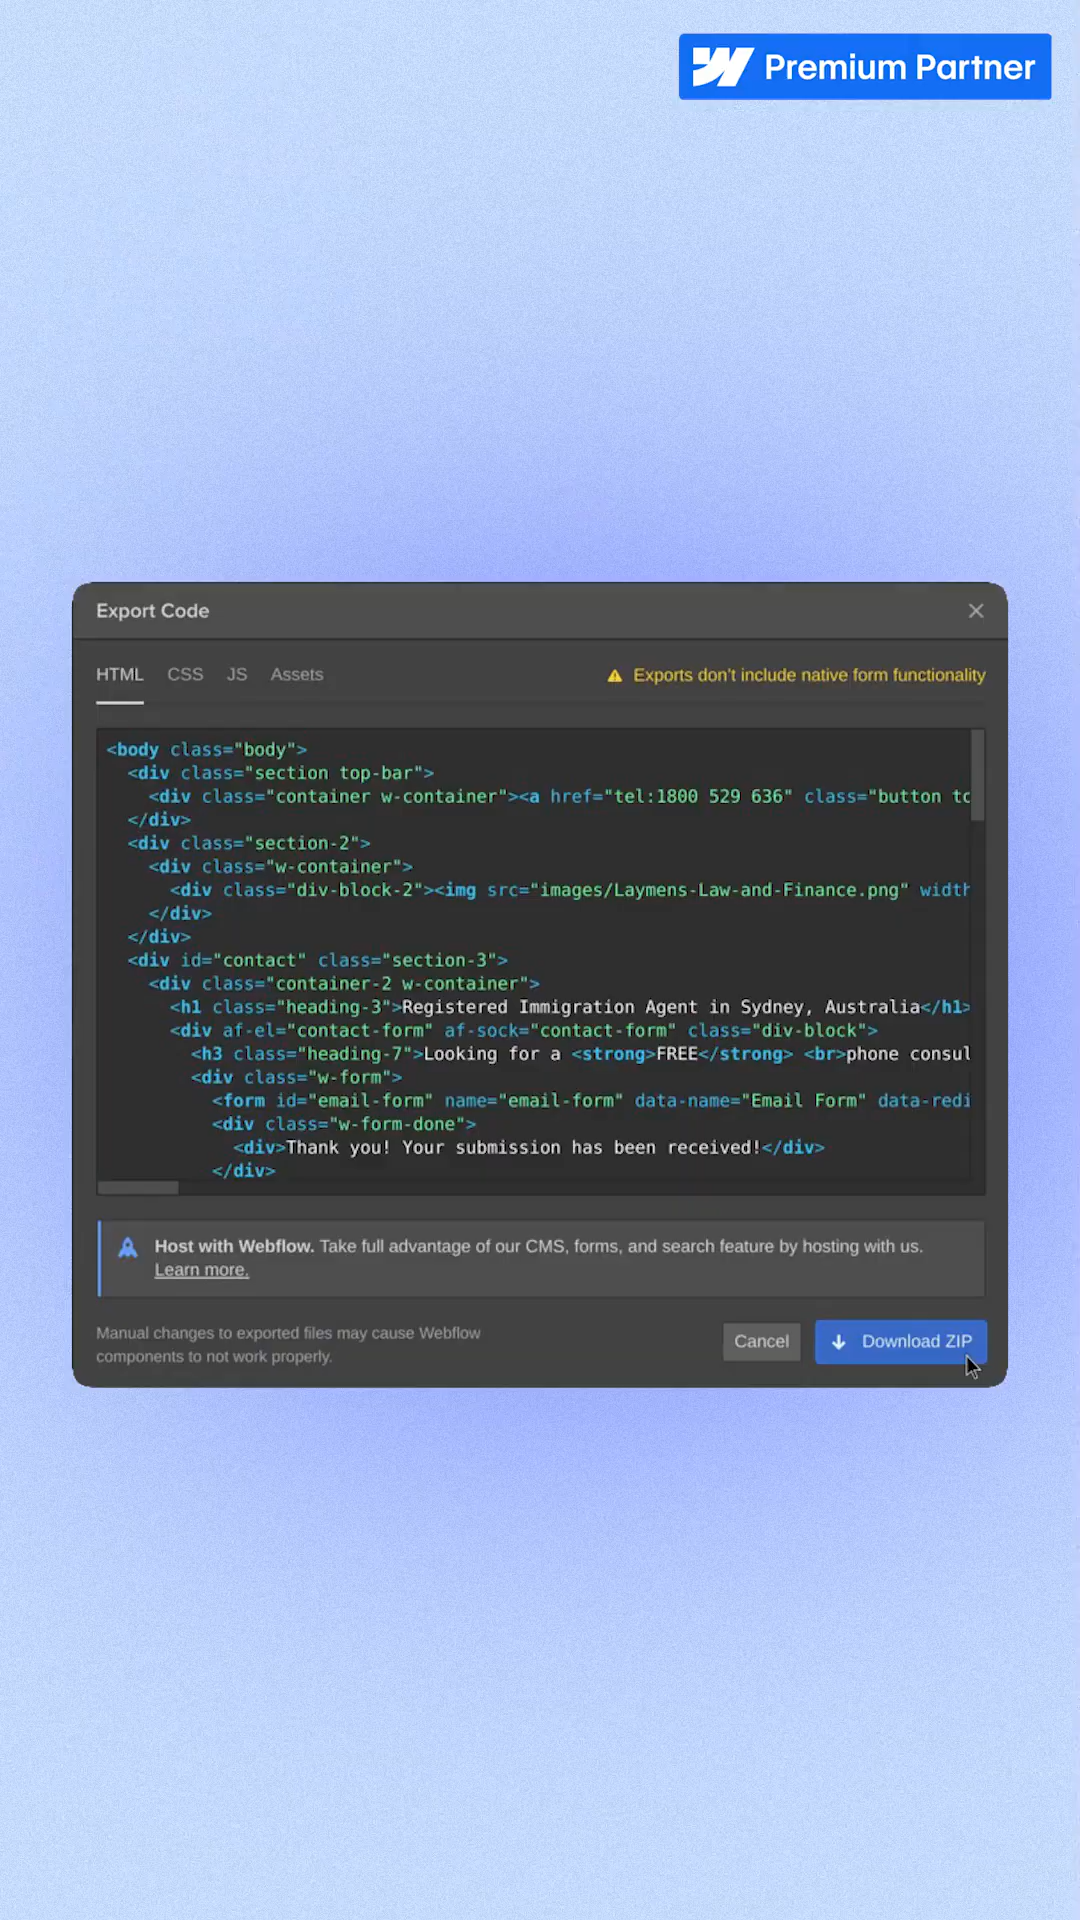 Premium Partner
Export Code
HTML CSS JS Assets
Exports don't include native form functionality
<body class="body">
<div class="section top-bar">
<div class="container w-container"><a href="tel:1800 529 636" class="button tc
</div>
<div class="section-2">
<div class="w-container">
<div class="div-block-2"><img src="images/Laymens-Law-and-Finance.png" width
</div>
</div>
<div id="contact" class="section-3">
<div class="container-2 w-container">
<h1 class="heading-3">Registered Immigration Agent in Sydney, Australia</h1>
<div af-el="contact-form" af-sock="contact-form" class="div-block">
<h3 class="heading-7">Looking for a <strong>FREE</strong> <br>phone consul
<div class="w-form">
<form id="email-form" name="email-form" data-name="Email Form" data-redi
<div class="w-form-done">
<div>Thank you! Your submission has been received!</div>
</div>
Host with Webflow. Take full advantage of our CMS, forms, and search feature by hosting with us.
Learn more.
Manual changes to exported files may cause Webflow
components to not work properly.
Cancel
Download ZIP